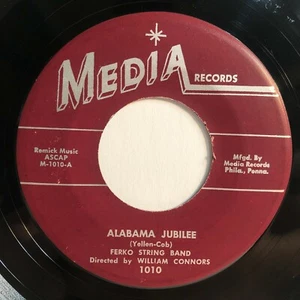 MEDIA
RECORDS
Remick Music
ASCAP
M-1010-A
Mfgd. By
Media Records
Phila., Penna.
ALABAMA JUBILEE
(Yellen-Cob)
FERKO STRING BAND
Directed by WILLIAM CONNORS
1010